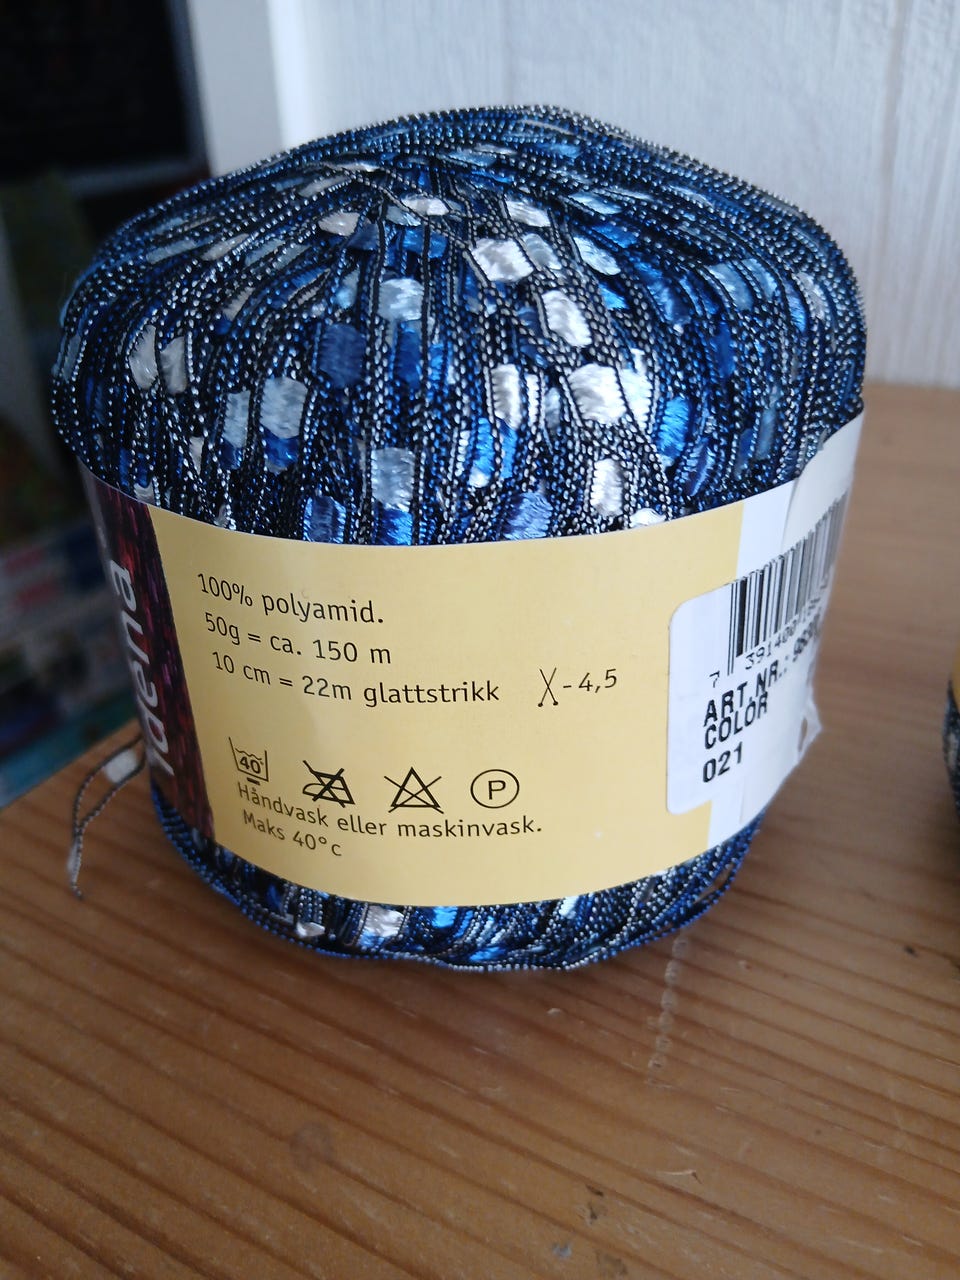 100% polyamid.
50g = ca. 150 m
10 cm = 22m glattstrikk
- 4,5
40
P
Håndvask eller maskinvask.
Maks 40°c
ART.NR.:
COLOR
021